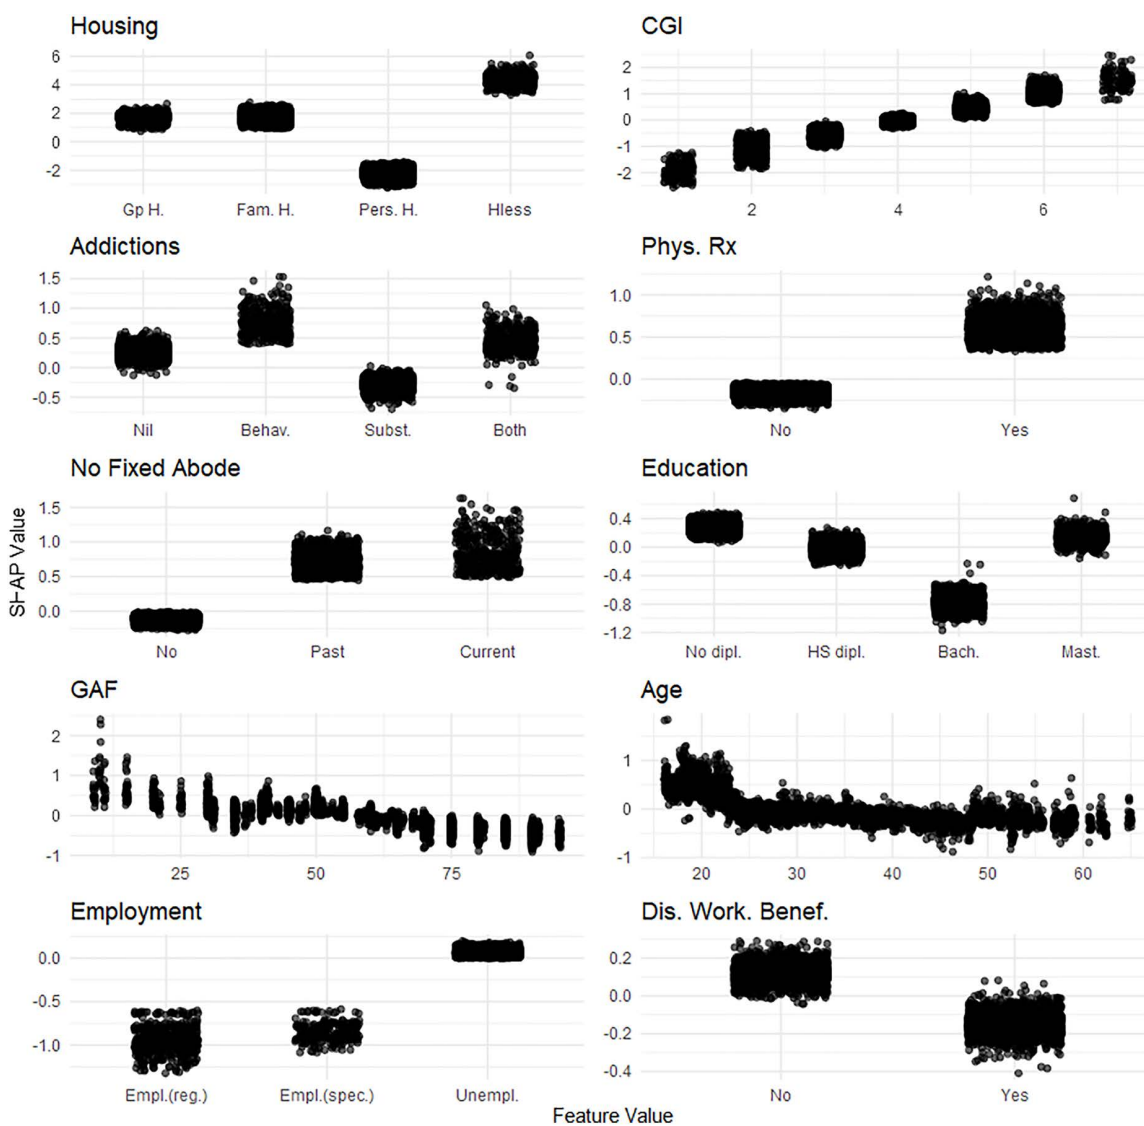 Housing
6
4
2
0
-2
Gp H. Fam. H. Pers. H. Hless
CGI
2
1
0
-1
-2
2 4 6
Addictions
1.5
1.0
0.5
0.0
-0.5
Nil Behav. Subst. Both
Phys. Rx
1.0
0.5
0.0
No Yes
No Fixed Abode
1.5
1.0
0.5
0.0
No Past Current
Education
0.4
0.0
-0.4
-0.8
-1.2
No dipl. HS dipl. Bach. Mast.
SHAP Value
GAF
2
1
0
-1
25 50 75
Age
1
0
-1
20 30 40 50 60
Employment
0.0
-0.5
-1.0
Empl.(reg.) Empl.(spec.) Unempl.
Dis. Work. Benef.
0.2
0.0
-0.2
-0.4
No Yes
Feature Value